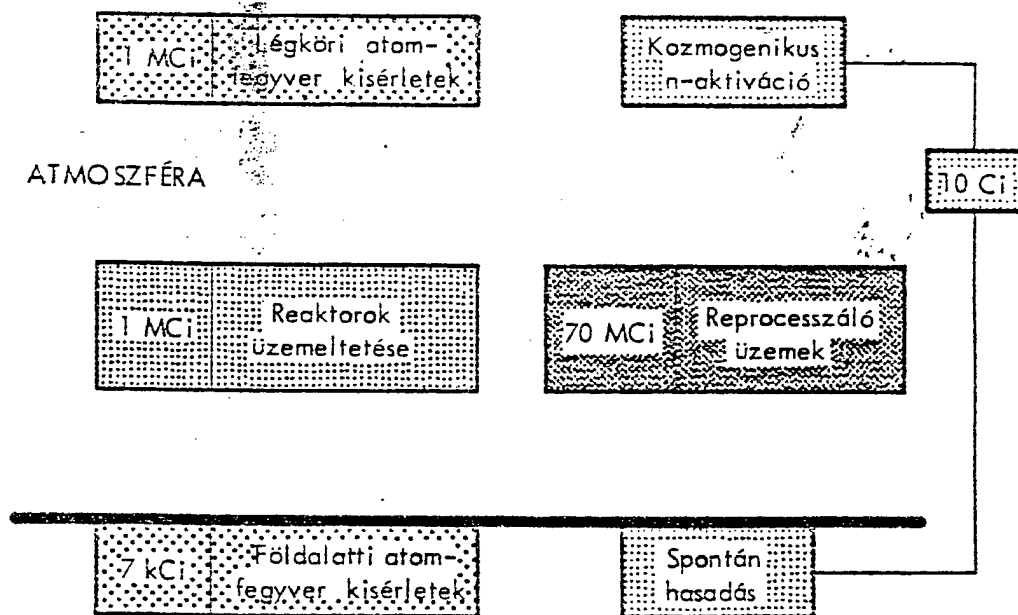 1 MCi
Légköri atom-
fegyver kisérletek
Kozmogenikus
n-aktiváció
ATMOSZFÉRA
10 Ci
1 MCi
Reaktorok
üzemeltetése
70 MCi
Reprocesszáló
üzemek
7 kCi
Földalatti atom-
fegyver kisérletek
Spontán
hasadás